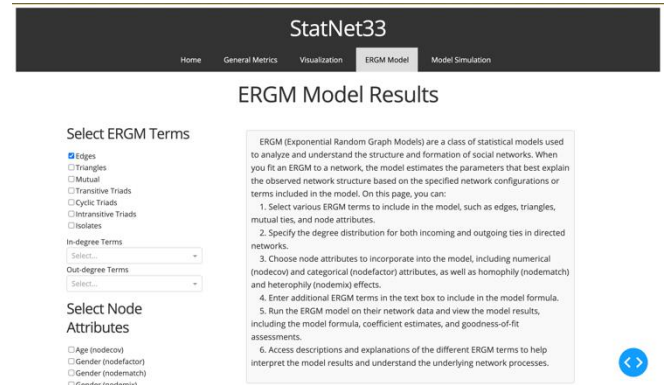 StatNet33
Home General Metrics Visualization ERGM Model Model Simulation
ERGM Model Results
Select ERGM Terms
Edges
Triangles
Mutual
Transitive Triads
Cyclic Triads
Intransitive Triads
Isolates
In-degree Terms
Select...
Out-degree Terms
Select...
Select Node
Attributes
Age (nodecov)
Gender (nodefactor)
Gender (nodematch)
Gender (nodemix)
ERGM (Exponential Random Graph Models) are a class of statistical models used
to analyze and understand the structure and formation of social networks. When
you fit an ERGM to a network, the model estimates the parameters that best explain
the observed network structure based on the specified network configurations or
terms included in the model. On this page, you can:
1. Select various ERGM terms to include in the model, such as edges, triangles,
mutual ties, and node attributes.
2. Specify the degree distribution for both incoming and outgoing ties in directed
networks.
3. Choose node attributes to incorporate into the model, including numerical
(nodecov) and categorical (nodefactor) attributes, as well as homophily (nodematch)
and heterophily (nodemix) effects.
4. Enter additional ERGM terms in the text box to include in the model formula.
5. Run the ERGM model on their network data and view the model results,
including the model formula, coefficient estimates, and goodness-of-fit
assessments.
6. Access descriptions and explanations of the different ERGM terms to help
interpret the model results and understand the underlying network processes.